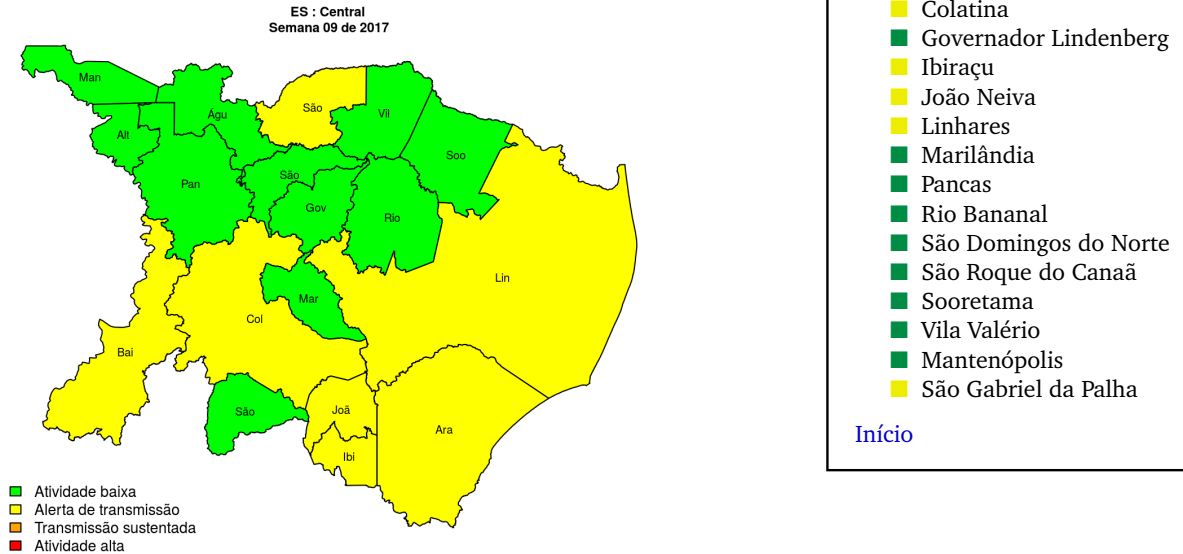 ES : Central
Semana 09 de 2017
Man
Águ
São
Vil
Alt
Soo
Pan
São
Gov
Rio
Lin
Mar
Col
Bai
São
Joã
Ara
Ibi
Atividade baixa
Alerta de transmissão
Transmissão sustentada
Atividade alta
Colatina
Governador Lindenberg
Ibiraçu
João Neiva
Linhares
Marilândia
Pancas
Rio Bananal
São Domingos do Norte
São Roque do Canaã
Sooretama
Vila Valério
Mantenópolis
São Gabriel da Palha
Início